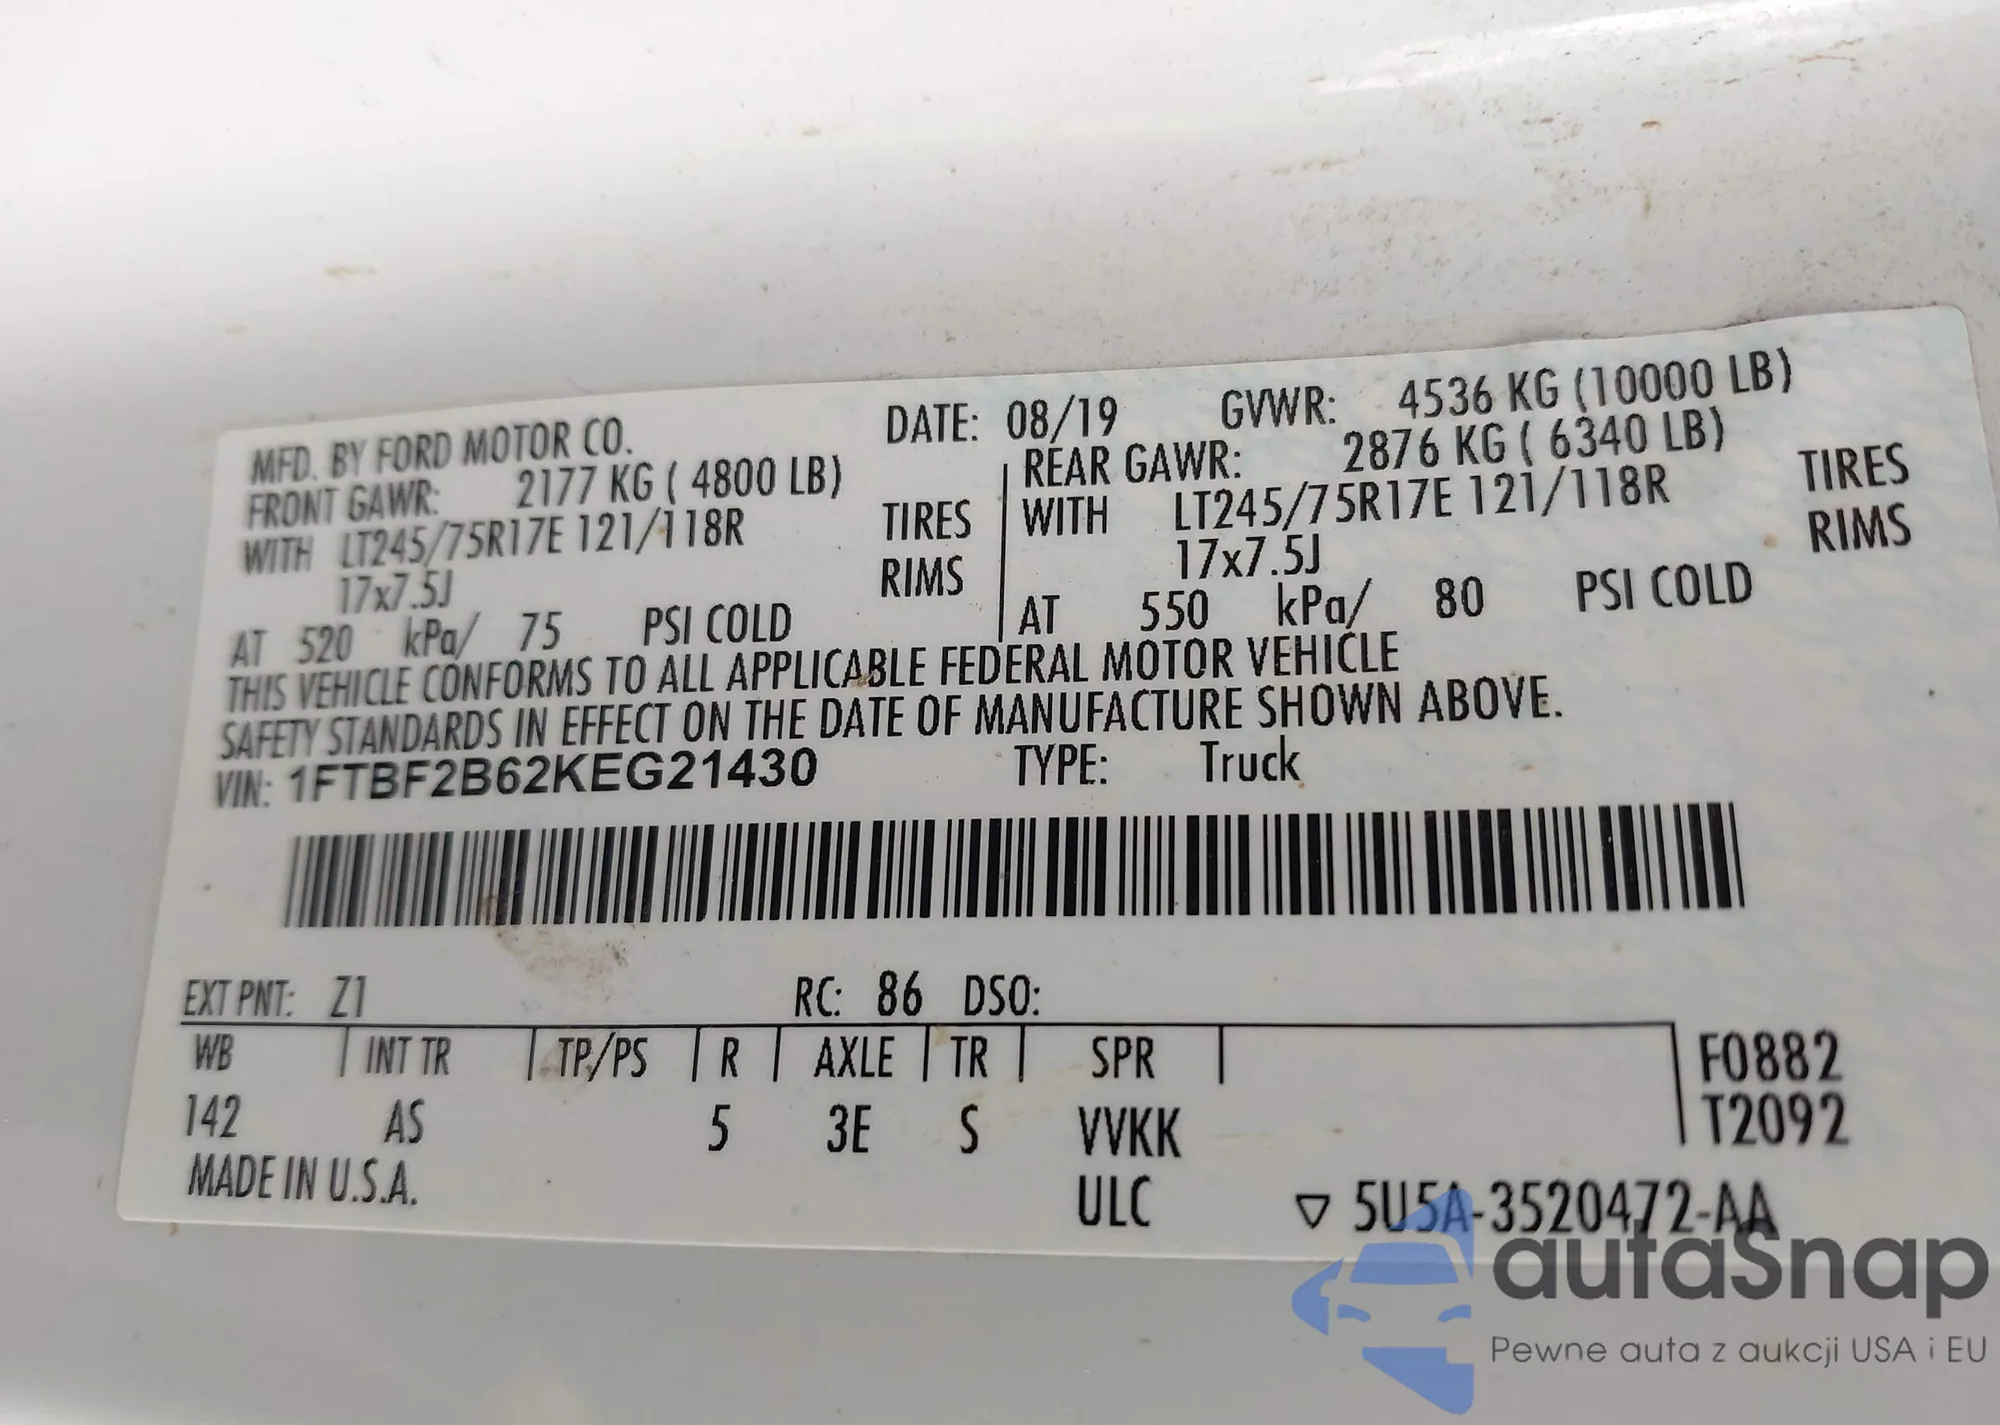 MFD. BY FORD MOTOR CO. DATE: 08/19 GVWR: 4536 KG (10000 LB)
FRONT GAWR: 2177 KG ( 4800 LB) REAR GAWR: 2876 KG ( 6340 LB)
WITH LT245/75R17E 121/118R TIRES WITH LT245/75R17E 121/118R TIRES
17x7.5J RIMS 17x7.5J RIMS
AT 520 kPa/ 75 PSI COLD AT 550 kPa/ 80 PSI COLD
THIS VEHICLE CONFORMS TO ALL APPLICABLE FEDERAL MOTOR VEHICLE
SAFETY STANDARDS IN EFFECT ON THE DATE OF MANUFACTURE SHOWN ABOVE.
VIN: 1FTBF2B62KEG21430 TYPE: Truck
EXT PNT: Z1 RC: 86 DSO:
WB INT TR TP/PS R AXLE TR SPR F0882
142 AS 5 3E S VVKK T2092
MADE IN U.S.A. ULC ▽ 5U5A-3520472-AA
autaSnap
Pewne auta z aukcji USA i EU